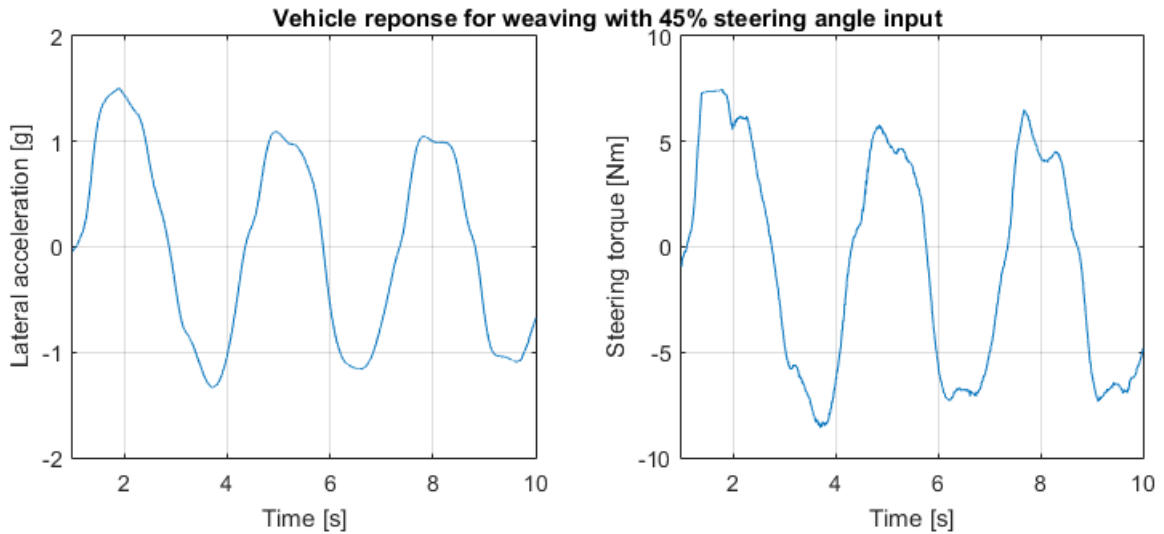 Vehicle reponse for weaving with 45% steering angle input
2
1
0
-1
-2
Lateral acceleration [g]
2 4 6 8 10
Time [s]
10
5
0
-5
-10
Steering torque [Nm]
2 4 6 8 10
Time [s]